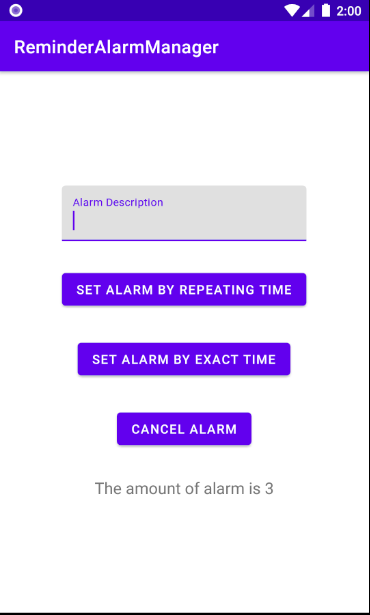 2:00
ReminderAlarmManager
Alarm Description
SET ALARM BY REPEATING TIME
SET ALARM BY EXACT TIME
CANCEL ALARM
The amount of alarm is 3